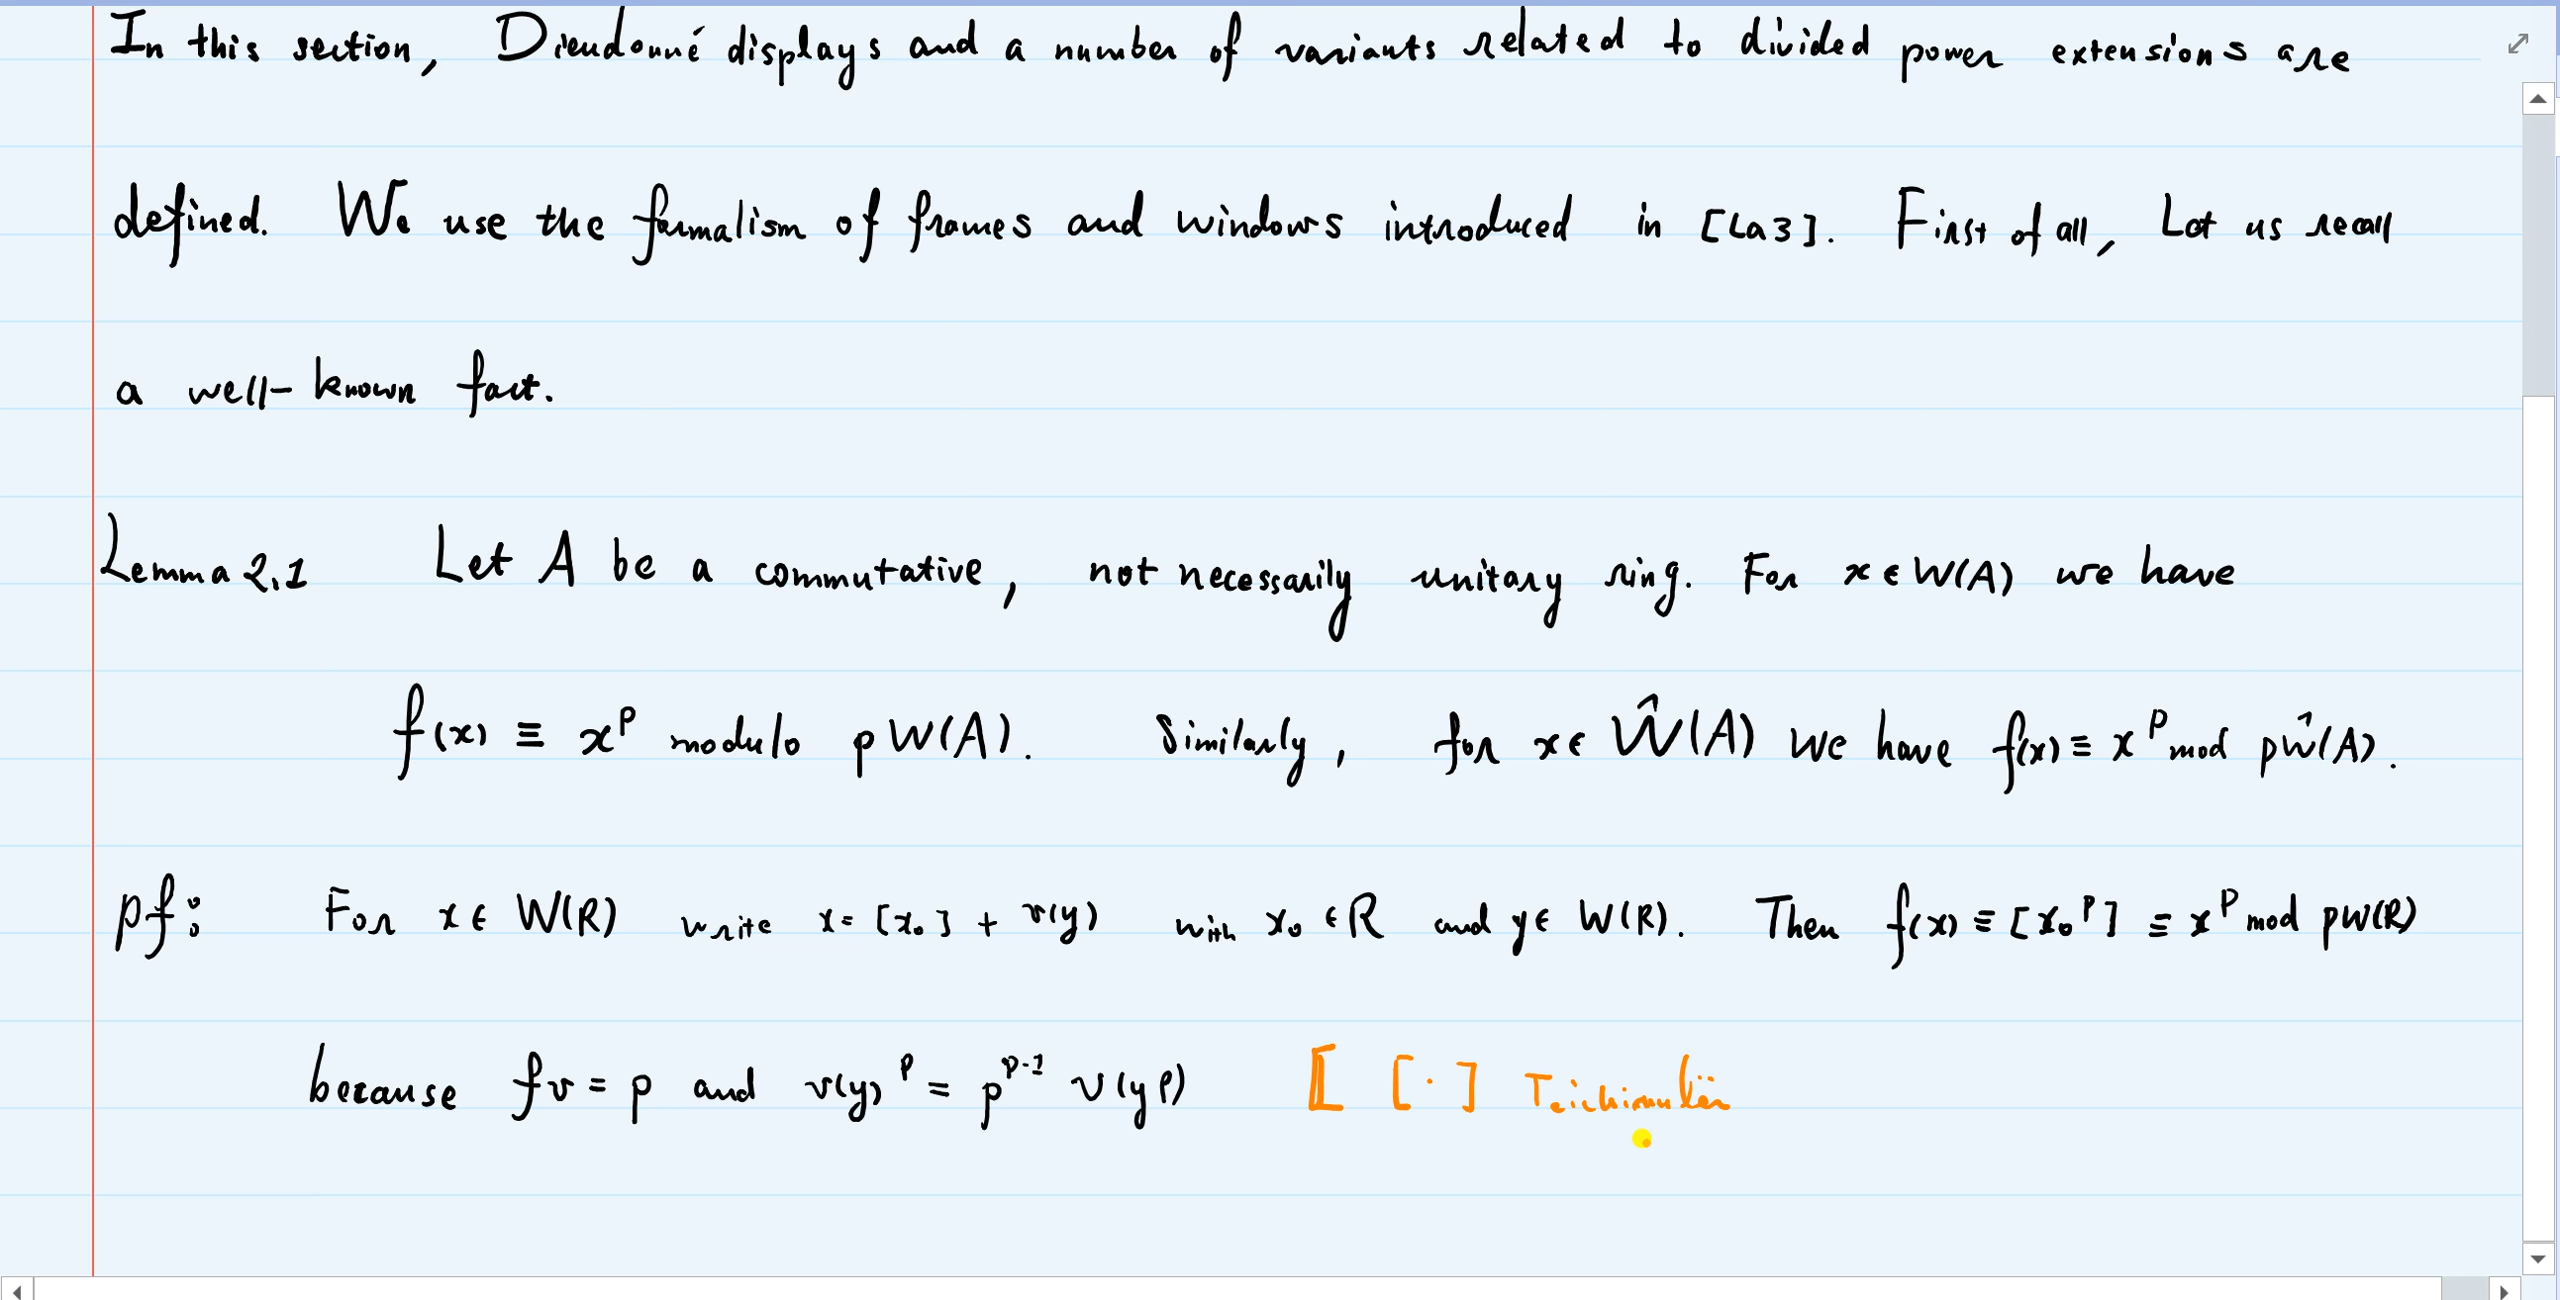 In this section, Dieudonné displays and a number of variants related to divided power extensions are
defined. We use the formalism of frames and windows introduced in [La3]. First of all, Let us recall
a well-known fact.
Lemma 2.1 Let A be a commutative, not necessarily unitary ring. For x ∈ W(A) we have
f(x) ≡ x^p modulo pW(A). Similarly, for x ∈ Ŵ(A) we have f(x) ≡ x^p mod pŴ(A).
pf: For x ∈ W(R) write x = [x₀] + v(y) with x₀ ∈ R and y ∈ W(R). Then f(x) ≡ [x₀^p] ≡ x^p mod pW(R)
because fv = p and v(y)^p = p^{p-1} v(y^p) [ [·]